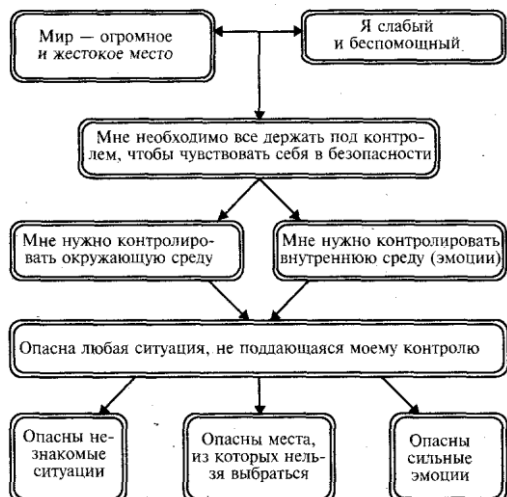 Мир — огромное
и жестокое место
Я слабый
и беспомощный
Мне необходимо все держать под контро-
лем, чтобы чувствовать себя в безопасности
Мне нужно контролиро-
вать окружающую среду
Мне нужно контролировать
внутреннюю среду (эмоции)
Опасна любая ситуация, не поддающаяся моему контролю
Опасны не-
знакомые
ситуации
Опасны места,
из которых нель-
зя выбраться
Опасны
сильные
эмоции